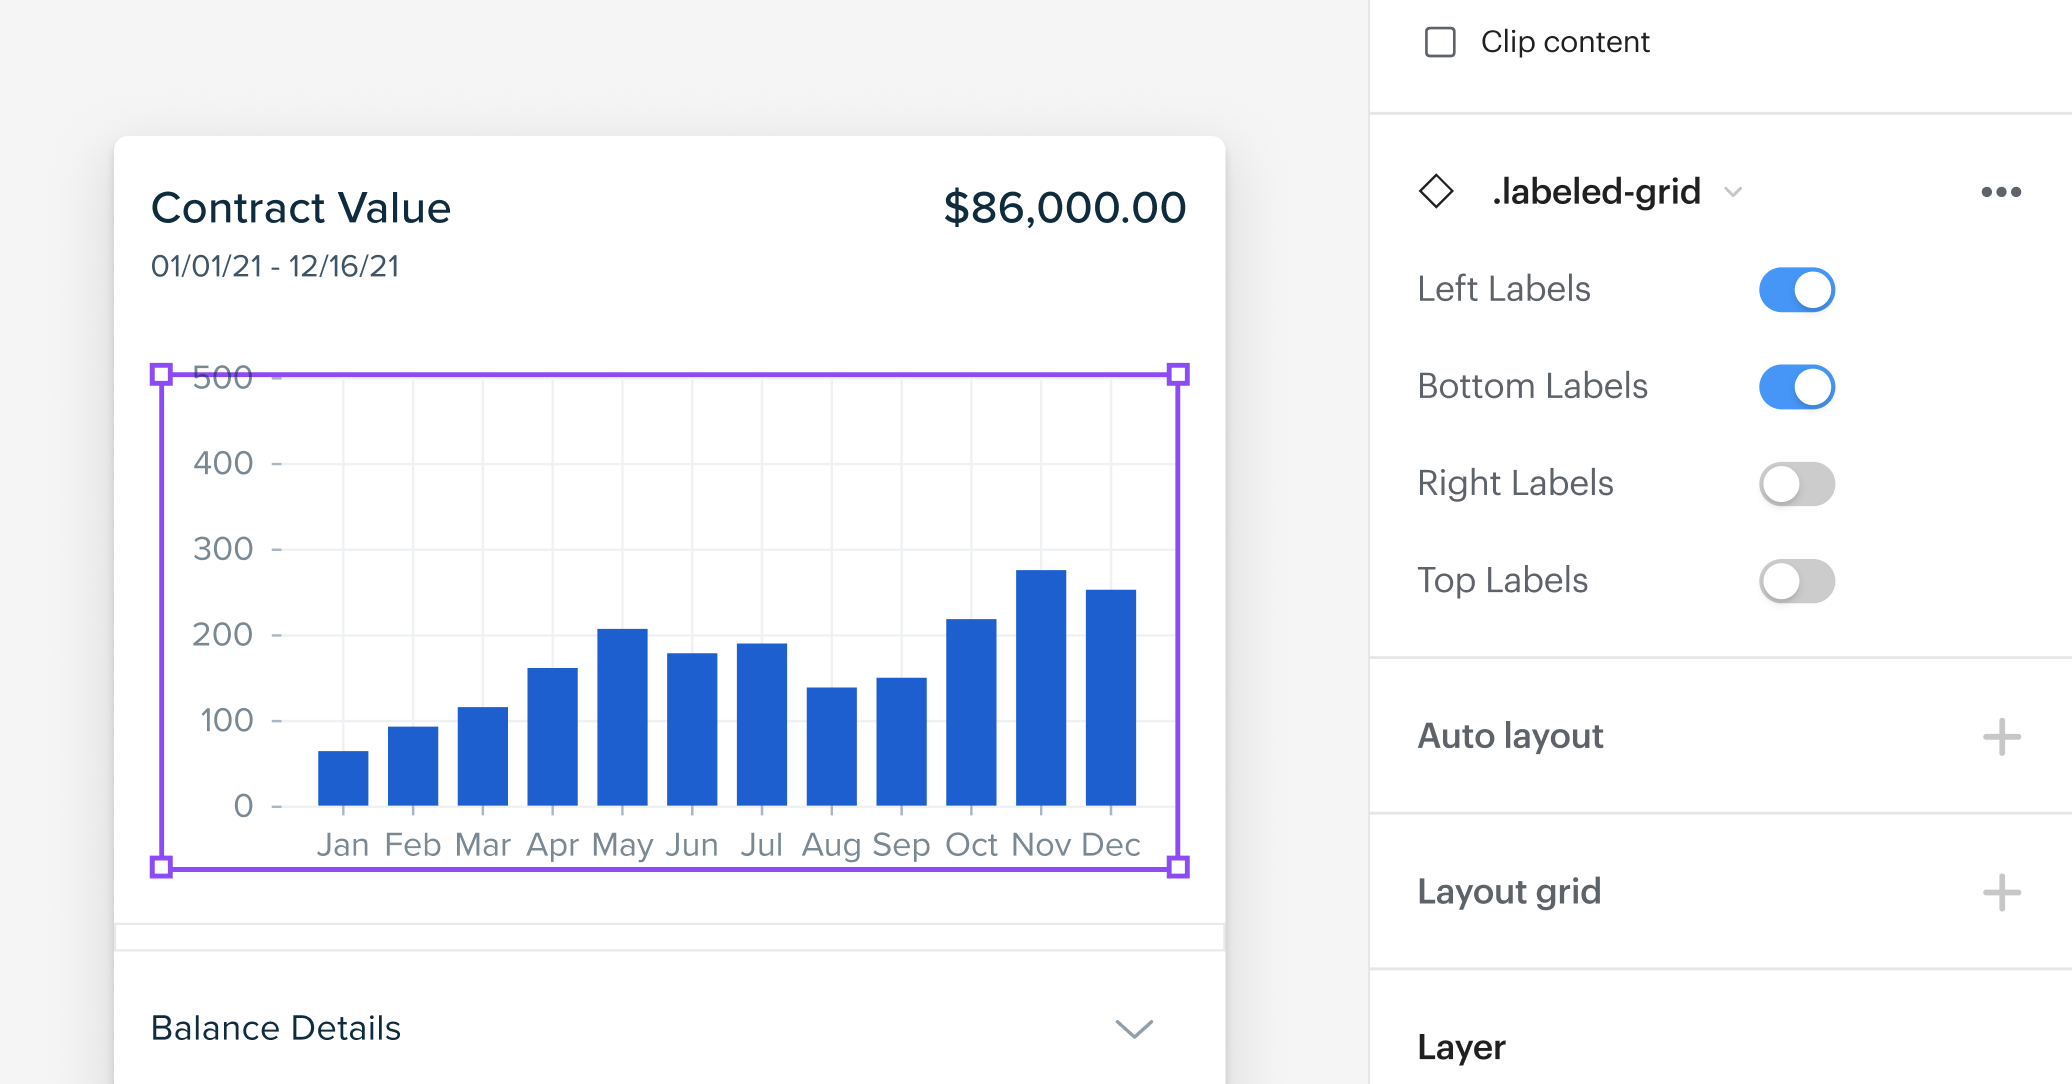 Contract Value
$86,000.00
01/01/21 - 12/16/21
500
400
300
200
100
0
Jan Feb Mar Apr May Jun Jul Aug Sep Oct Nov Dec
Balance Details
Clip content
.labeled-grid
Left Labels
Bottom Labels
Right Labels
Top Labels
Auto layout
Layout grid
Layer